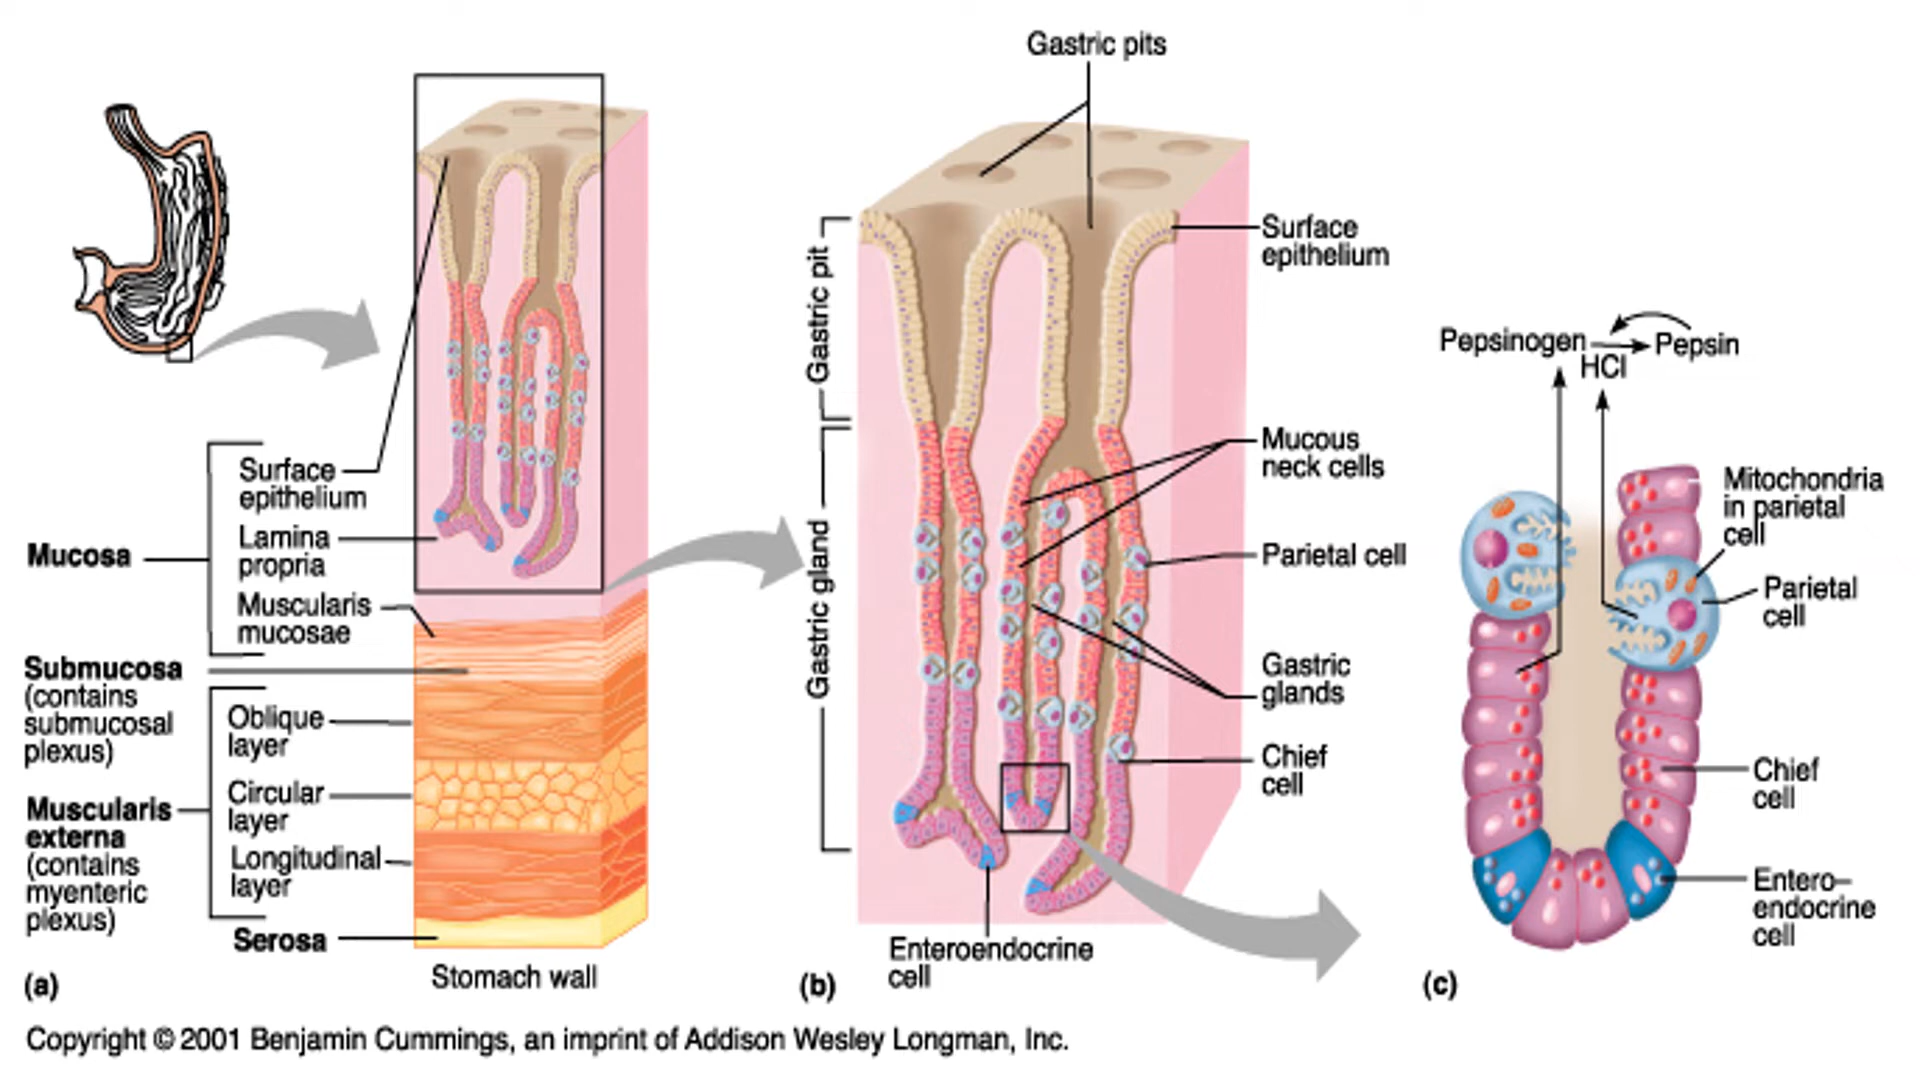 Surface
epithelium
Lamina
propria
Muscularis
mucosae
Mucosa
Submucosa
(contains
submucosal
plexus)
Oblique
layer
Circular
layer
Longitudinal
layer
Muscularis
externa
(contains
myenteric
plexus)
Serosa
(a)
Stomach wall
Gastric pits
Gastric pit
Gastric gland
Surface
epithelium
Mucous
neck cells
Parietal cell
Gastric
glands
Chief
cell
Enteroendocrine
cell
(b)
Pepsinogen
Pepsin
HCl
Mitochondria
in parietal
cell
Parietal
cell
Chief
cell
Entero–
endocrine
cell
(c)
Copyright © 2001 Benjamin Cummings, an imprint of Addison Wesley Longman, Inc.